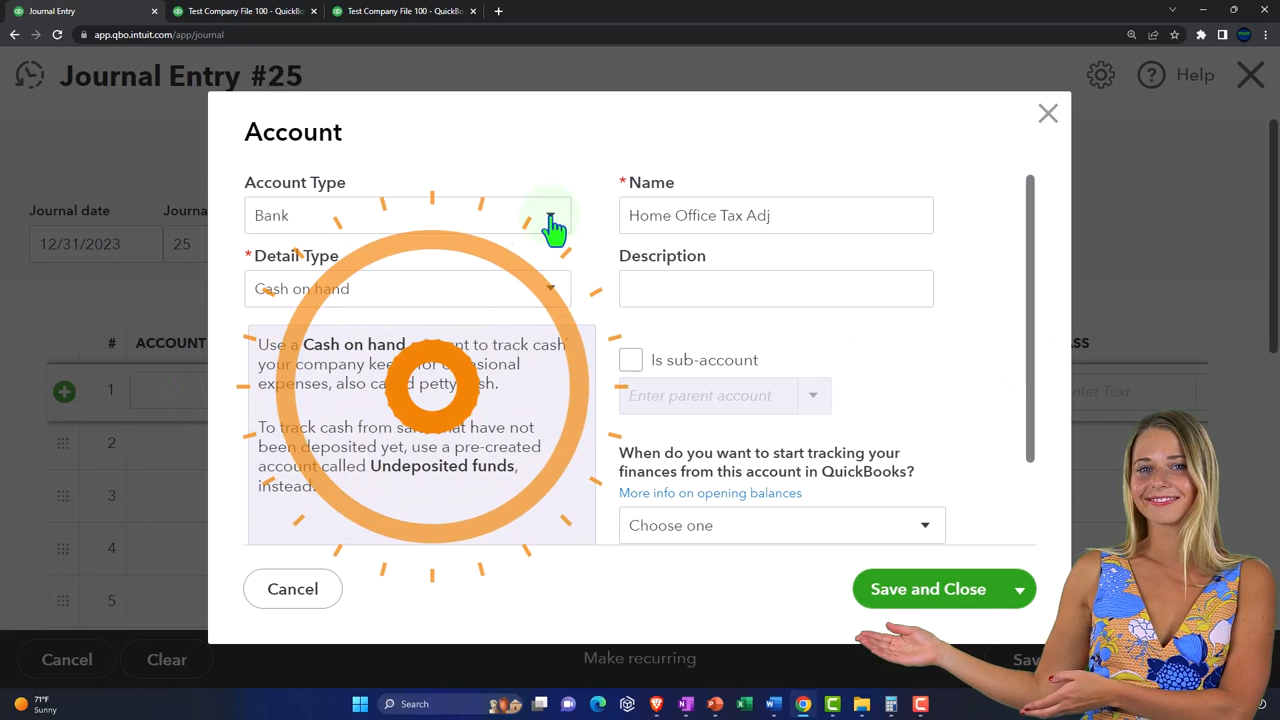 Journal Entry
Test Company File 100 - QuickBo
Test Company File 100 - QuickBo
app.qbo.intuit.com/app/journal
Journal Entry #25
Help
Account
Account Type
* Name
Bank
Home Office Tax Adj
Journal date
12/31/2023
25
* Detail Type
Description
Cash on hand
Use a Cash on hand account to track cash
your company keeps for occasional
expenses, also called petty cash.
To track cash from sales that have not
been deposited yet, use a pre-created
account called Undeposited funds,
instead.
Is sub-account
Enter parent account
When do you want to start tracking your
finances from this account in QuickBooks?
More info on opening balances
Choose one
#
ACCOUNT
1
2
3
4
5
Enter Text
Cancel
Save and Close
Cancel
Clear
Make recurring
71°F
Sunny
Search